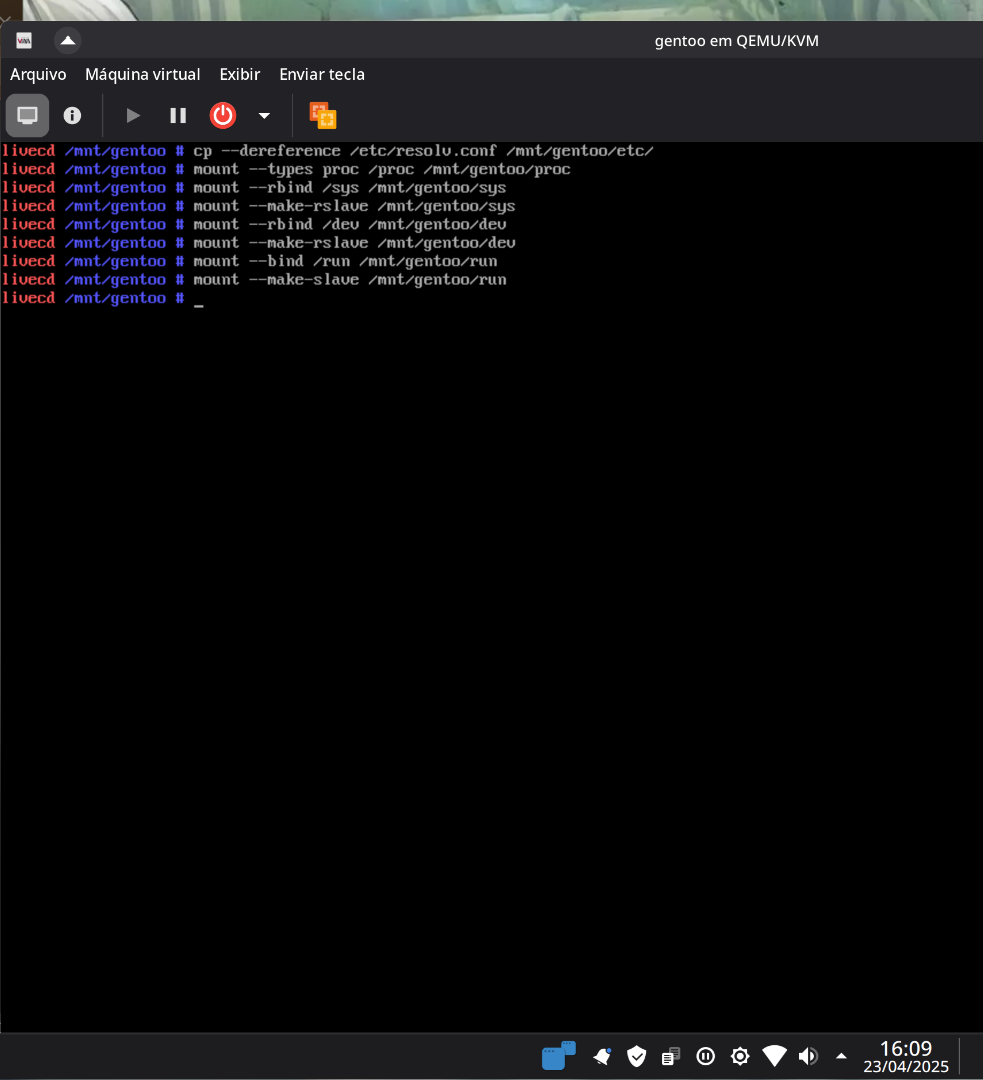 gentoo em QEMU/KVM
Arquivo Máquina virtual Exibir Enviar tecla
livecd /mnt/gentoo # cp --dereference /etc/resolv.conf /mnt/gentoo/etc/
livecd /mnt/gentoo # mount --types proc /proc /mnt/gentoo/proc
livecd /mnt/gentoo # mount --rbind /sys /mnt/gentoo/sys
livecd /mnt/gentoo # mount --make-rslave /mnt/gentoo/sys
livecd /mnt/gentoo # mount --rbind /dev /mnt/gentoo/dev
livecd /mnt/gentoo # mount --make-rslave /mnt/gentoo/dev
livecd /mnt/gentoo # mount --bind /run /mnt/gentoo/run
livecd /mnt/gentoo # mount --make-slave /mnt/gentoo/run
livecd /mnt/gentoo # _
16:09
23/04/2025